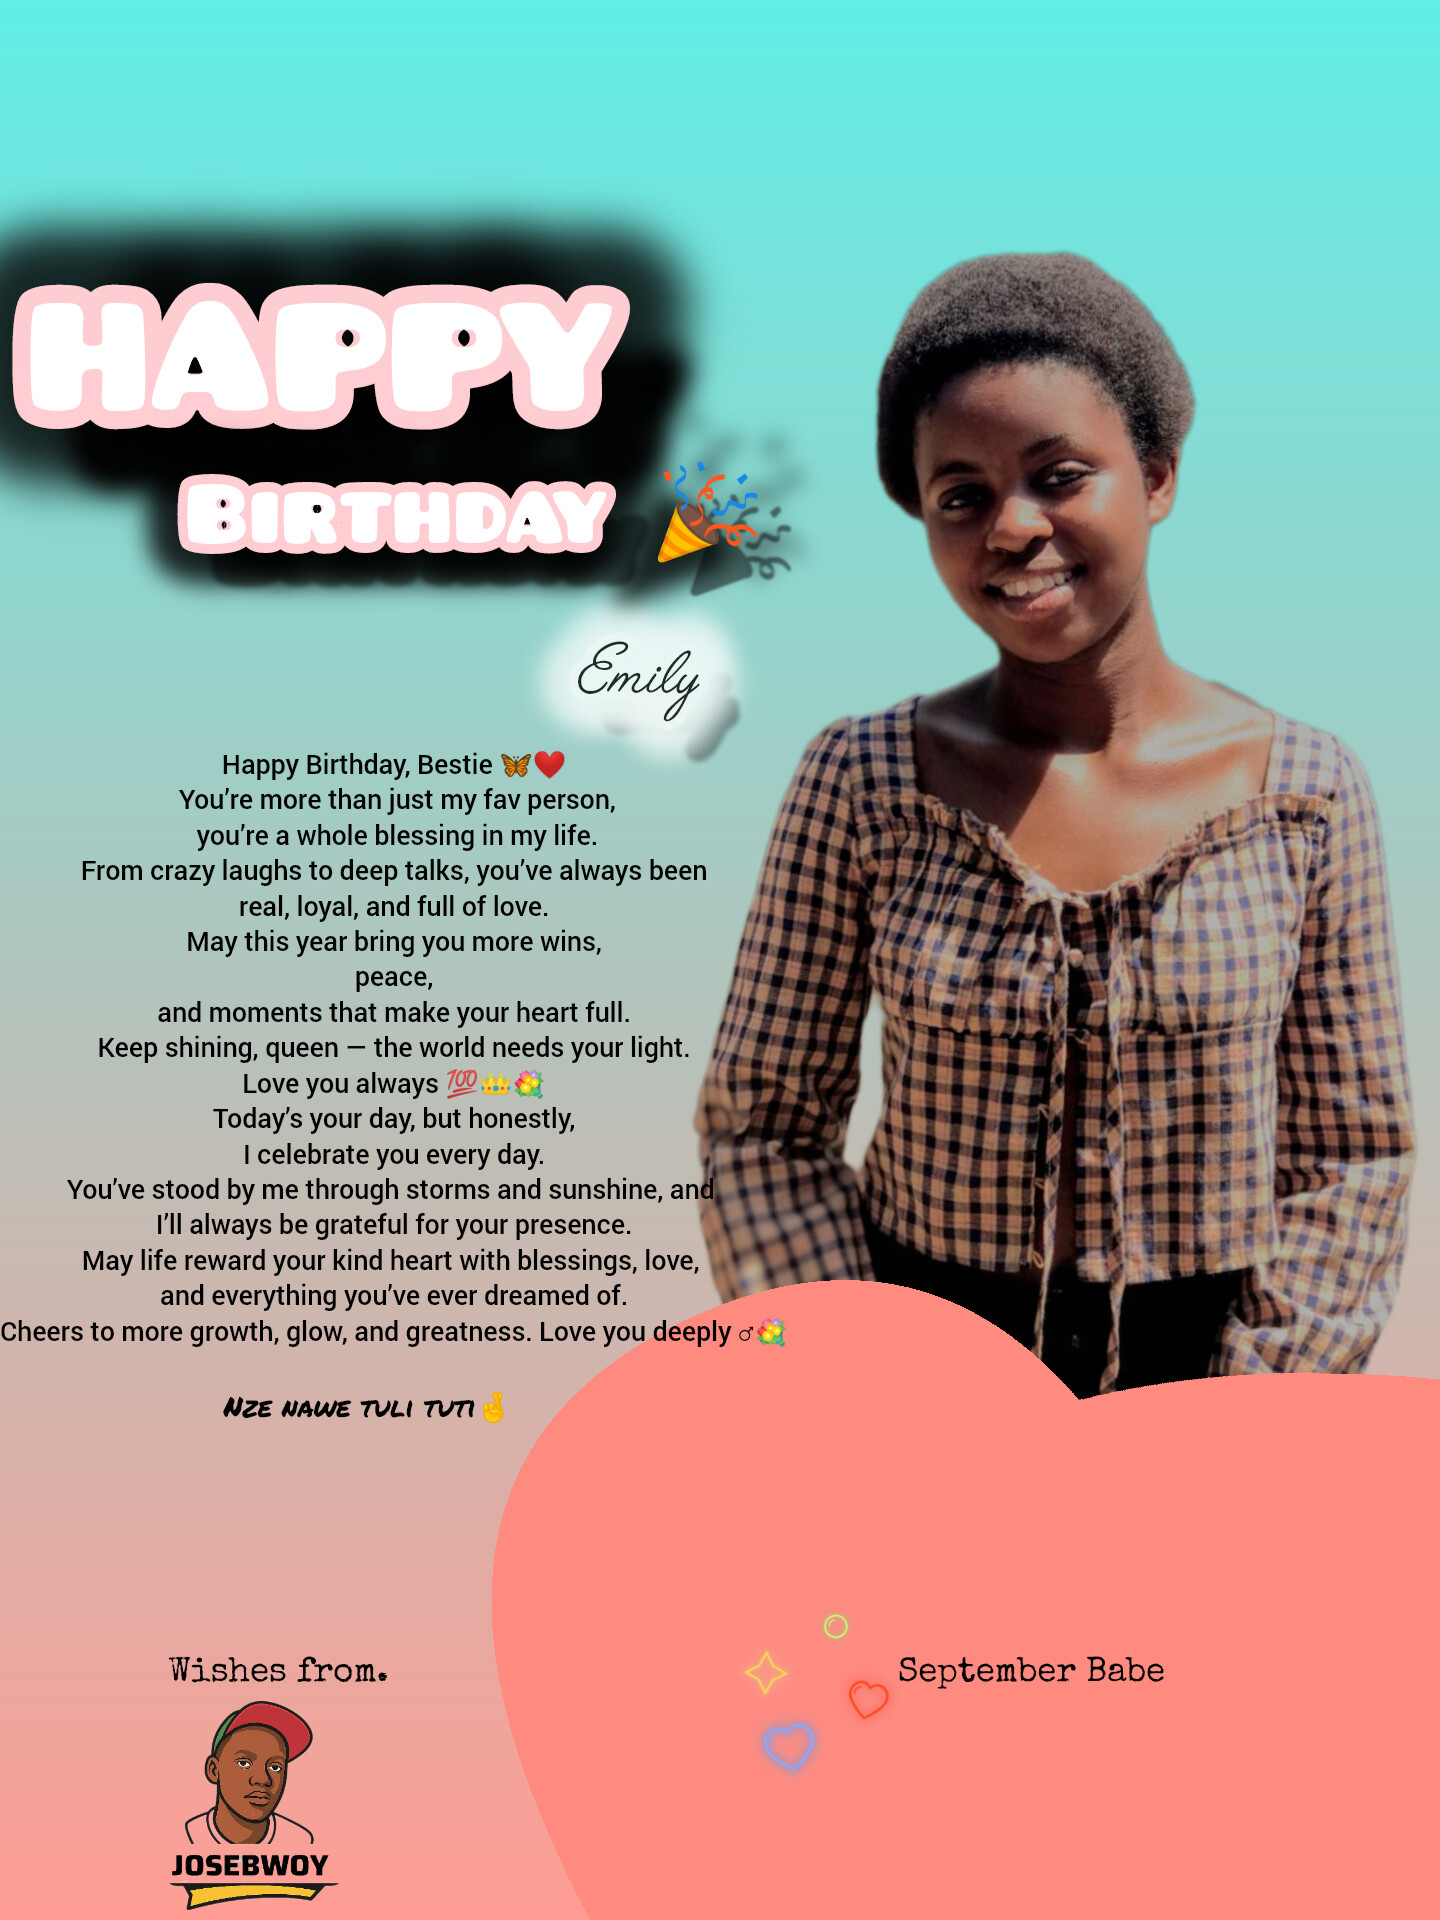 HAPPY
BIRTHDAY 🎉
Emily
Happy Birthday, Bestie 🦋❤️
You’re more than just my fav person,
you’re a whole blessing in my life.
From crazy laughs to deep talks, you’ve always been
real, loyal, and full of love.
May this year bring you more wins,
peace,
and moments that make your heart full.
Keep shining, queen — the world needs your light.
Love you always 💯👑💐
Today’s your day, but honestly,
I celebrate you every day.
You’ve stood by me through storms and sunshine, and
I’ll always be grateful for your presence.
May life reward your kind heart with blessings, love,
and everything you’ve ever dreamed of.
Cheers to more growth, glow, and greatness. Love you deeply ♂💐
NZE NAWE TULI TUTI🤞
Wishes from.
September Babe
JOSEBWOY